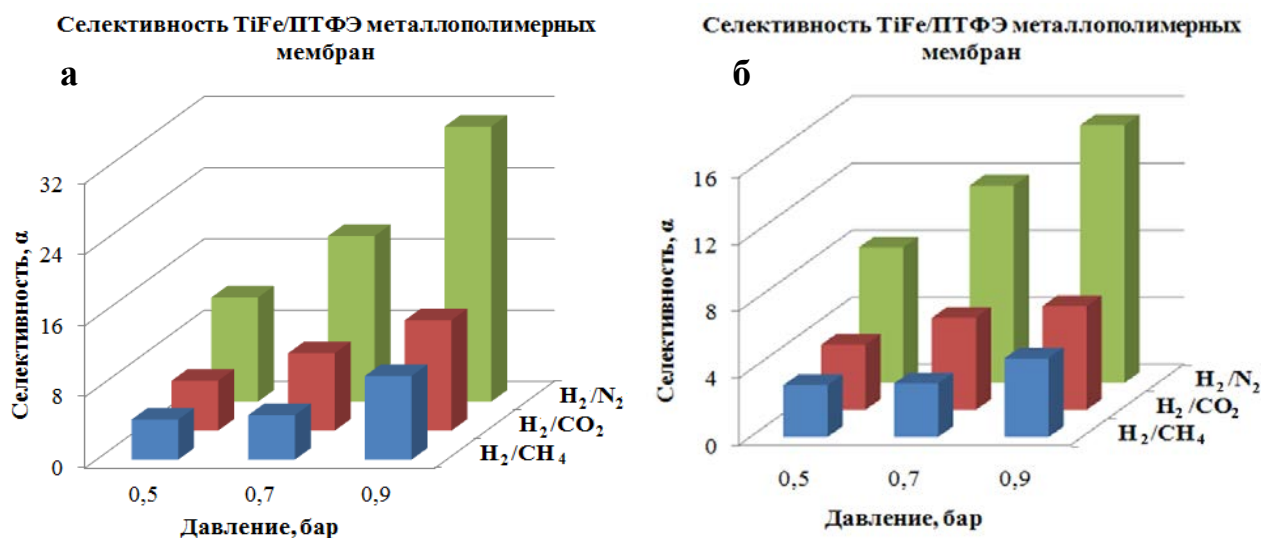 Селективность TiFe/ПТФЭ металлополимерных
мембран
а
Селективность, α
32
24
16
8
0
H2/N2
H2/CO2
H2/CH4
0,5 0,7 0,9
Давление, бар
Селективность TiFe/ПТФЭ металлополимерных
мембран
б
Селективность, α
16
12
8
4
0
H2/N2
H2/CO2
H2/CH4
0,5 0,7 0,9
Давление, бар